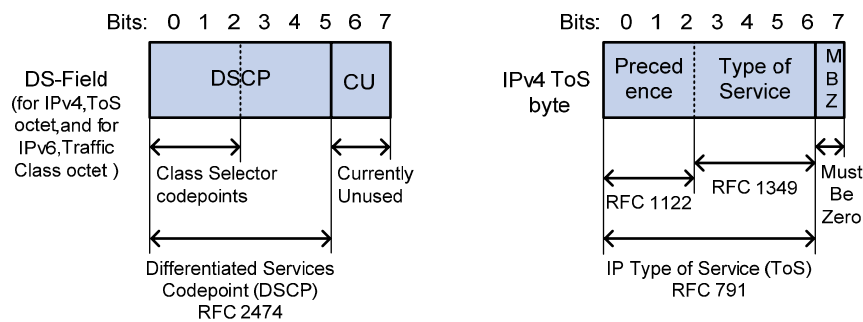 Bits: 0 1 2 3 4 5 6 7
DS-Field
(for IPv4,ToS
octet,and for
IPv6,Traffic
Class octet )
DSCP
CU
Class Selector
codepoints
Currently
Unused
Differentiated Services
Codepoint (DSCP)
RFC 2474
Bits: 0 1 2 3 4 5 6 7
IPv4 ToS
byte
Preced
ence
Type of
Service
M
B
Z
RFC 1122
RFC 1349
Must
Be
Zero
IP Type of Service (ToS)
RFC 791